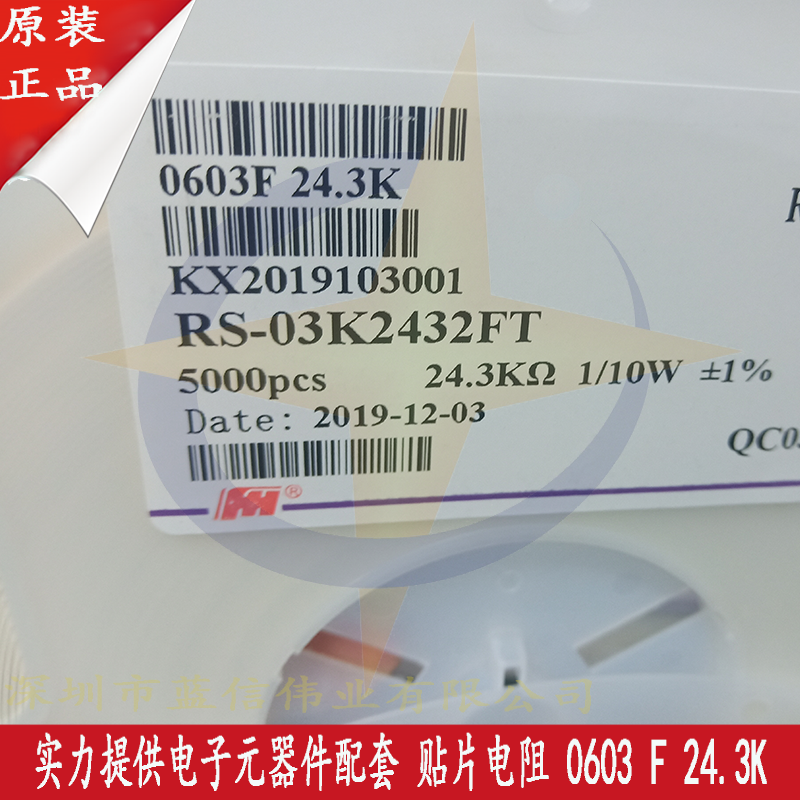 原装
正品
0603F 24.3K
R
KX2019103001
RS-03K2432FT
5000pcs 24.3KΩ 1/10W ±1%
Date: 2019-12-03
QC03
®
深圳市蓝信伟业有限公司
实力提供电子元器件配套 贴片电阻 0603 F 24.3K